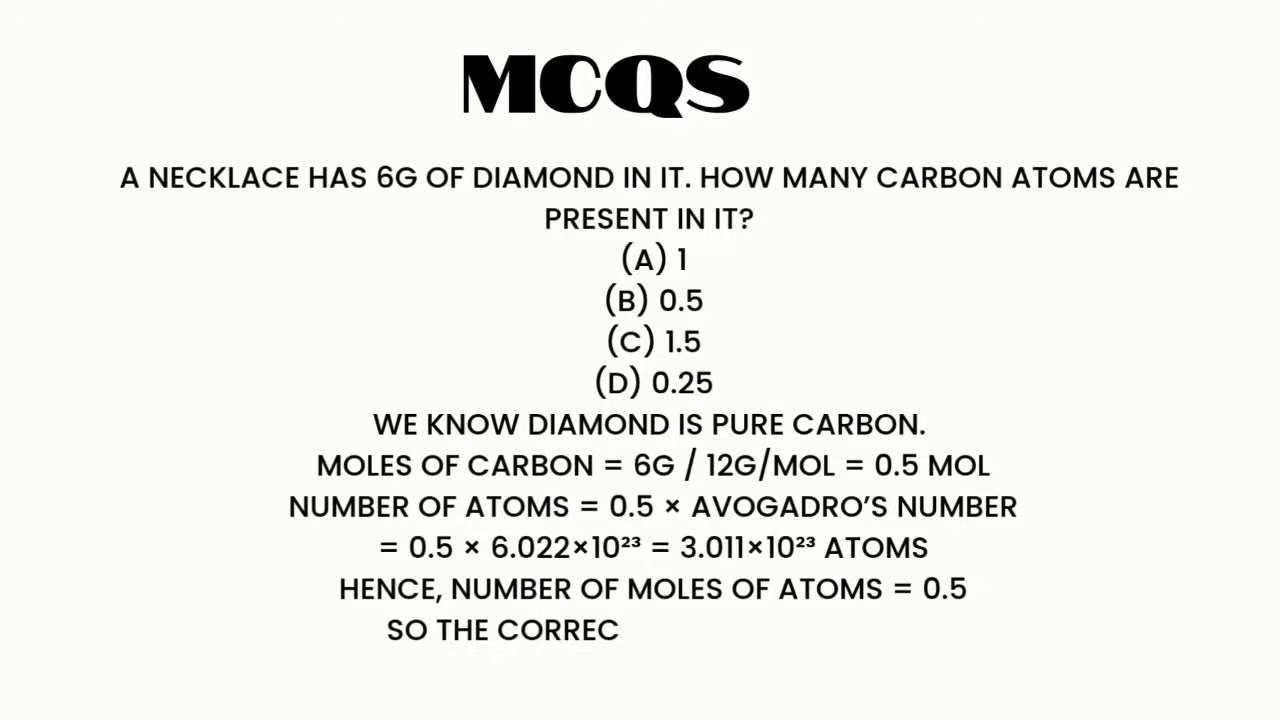 MCQS
A NECKLACE HAS 6G OF DIAMOND IN IT. HOW MANY CARBON ATOMS ARE
PRESENT IN IT?
(A) 1
(B) 0.5
(C) 1.5
(D) 0.25
WE KNOW DIAMOND IS PURE CARBON.
MOLES OF CARBON = 6G / 12G/MOL = 0.5 MOL
NUMBER OF ATOMS = 0.5 × AVOGADRO’S NUMBER
= 0.5 × 6.022×10²³ = 3.011×10²³ ATOMS
HENCE, NUMBER OF MOLES OF ATOMS = 0.5
SO THE CORREC